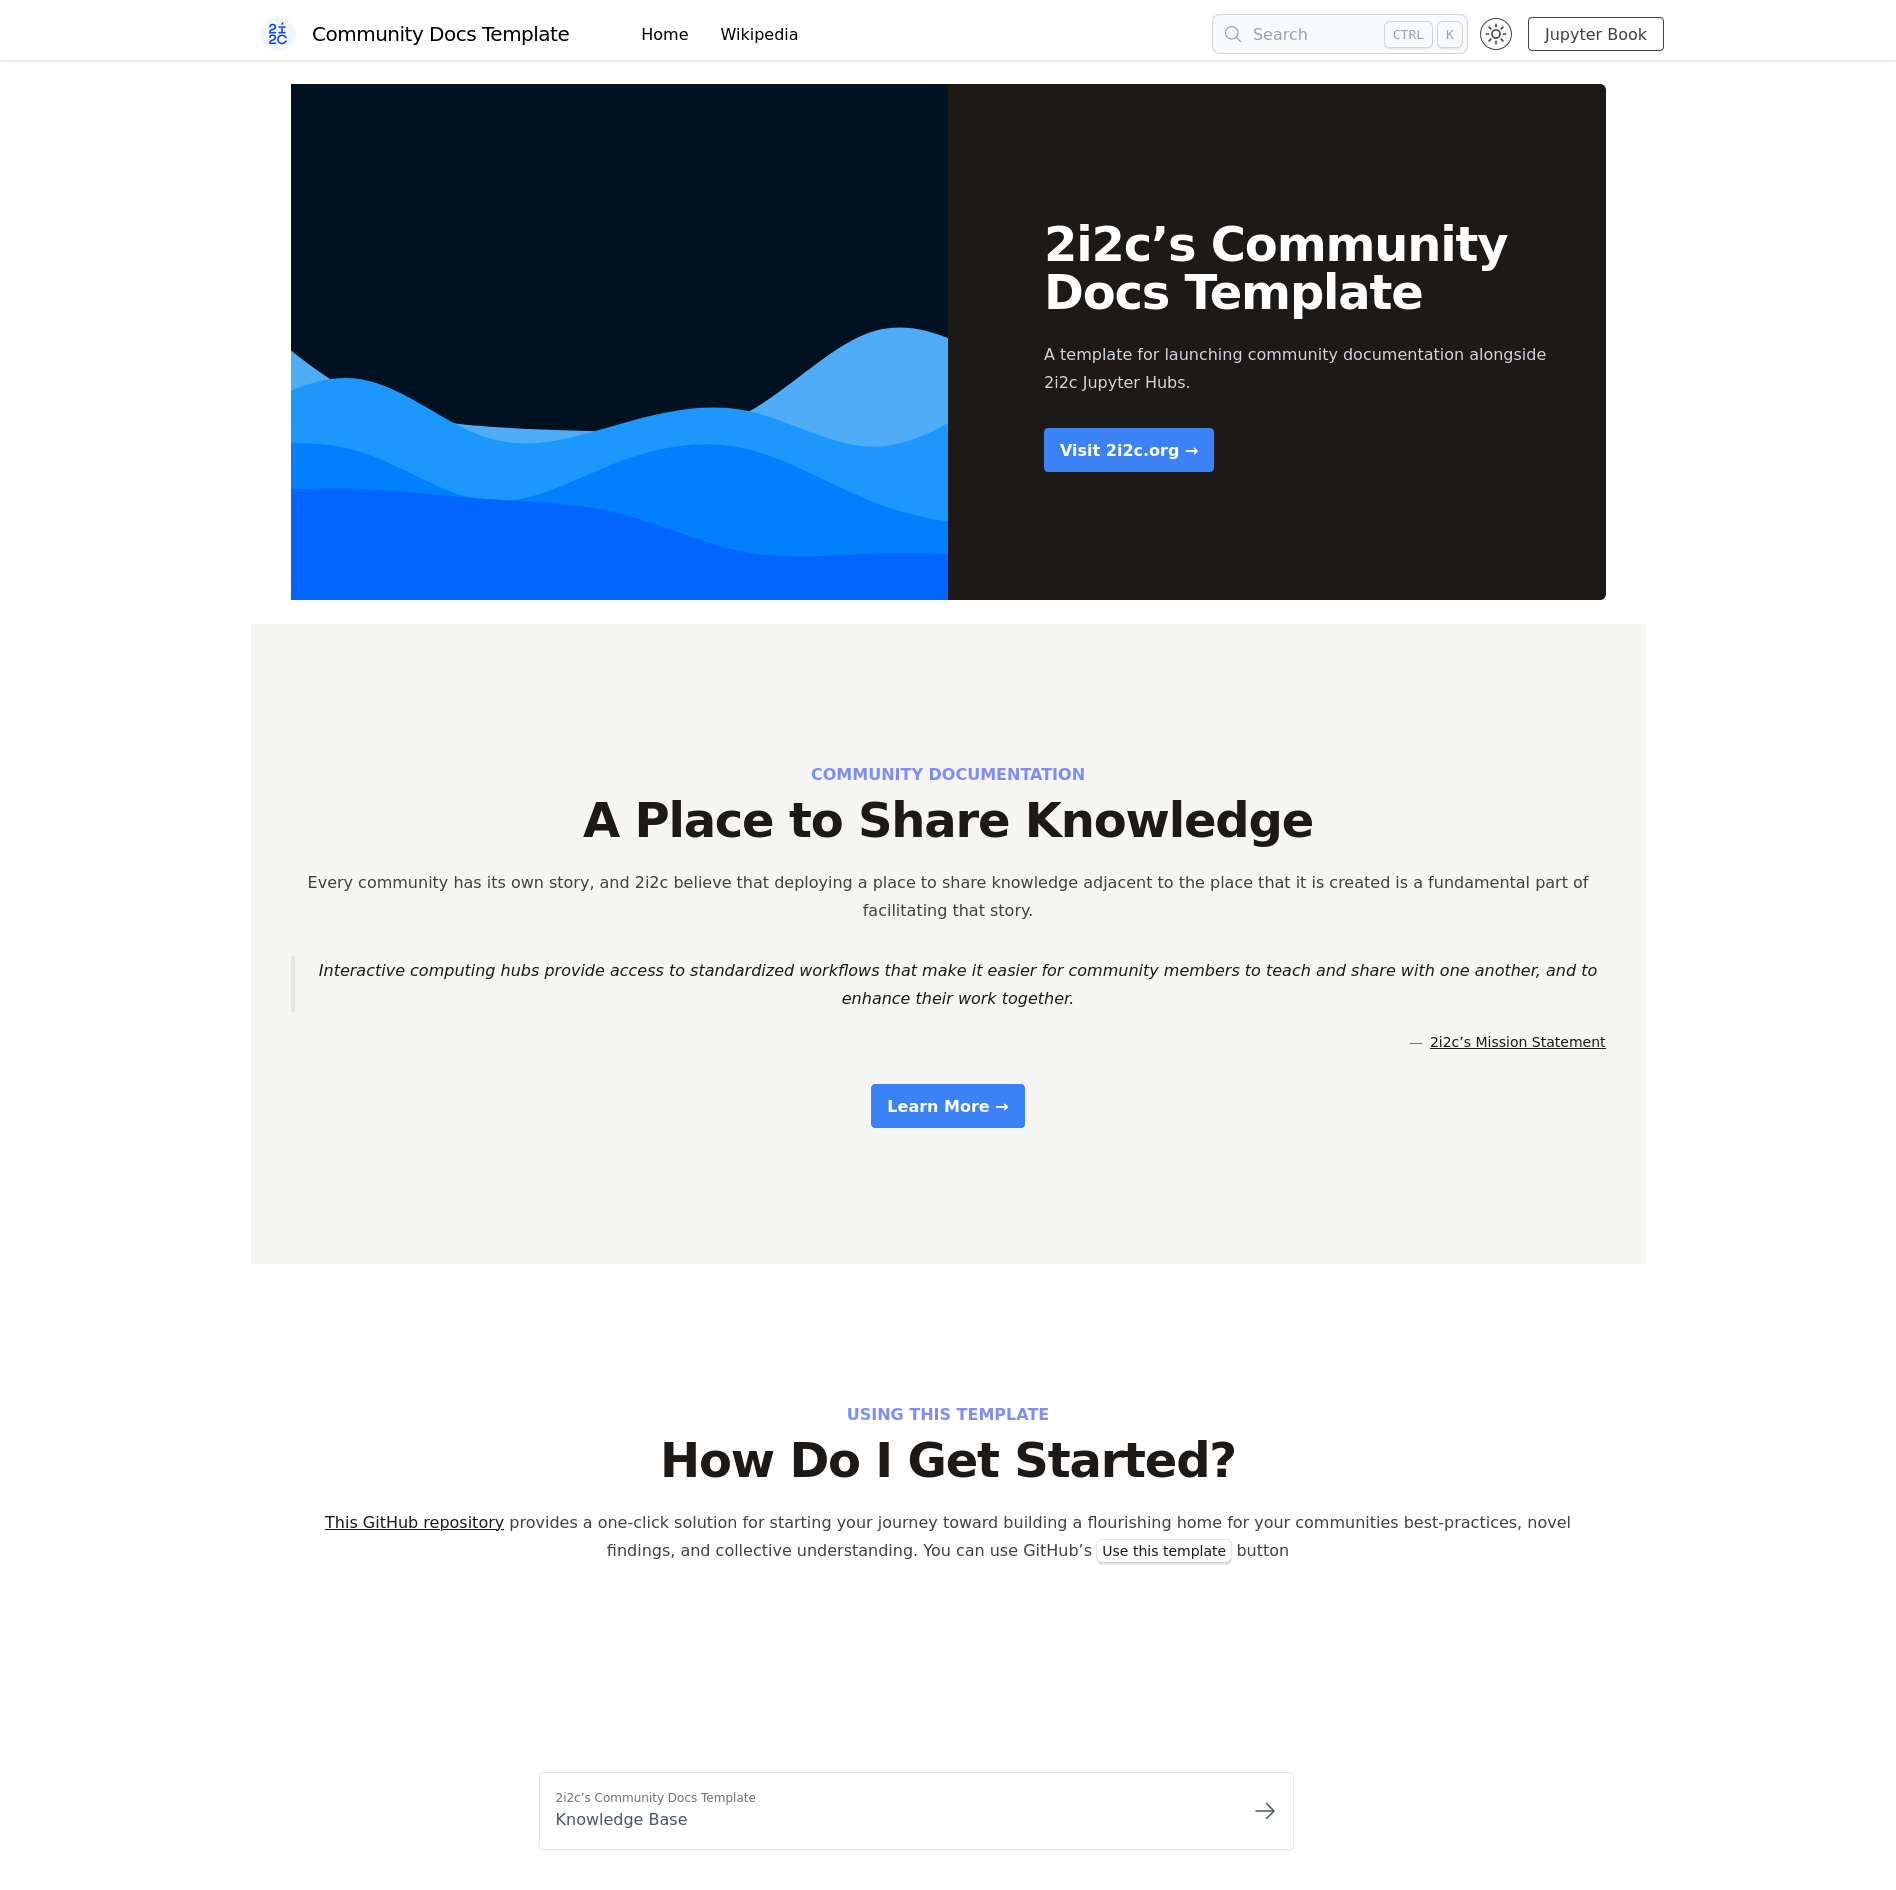 2i2c
Community Docs Template
Home
Wikipedia
Search
CTRL
K
Jupyter Book
2i2c’s Community
Docs Template
A template for launching community documentation alongside
2i2c Jupyter Hubs.
Visit 2i2c.org →
COMMUNITY DOCUMENTATION
A Place to Share Knowledge
Every community has its own story, and 2i2c believe that deploying a place to share knowledge adjacent to the place that it is created is a fundamental part of
facilitating that story.
Interactive computing hubs provide access to standardized workflows that make it easier for community members to teach and share with one another, and to
enhance their work together.
— 2i2c’s Mission Statement
Learn More →
USING THIS TEMPLATE
How Do I Get Started?
This GitHub repository provides a one-click solution for starting your journey toward building a flourishing home for your communities best-practices, novel
findings, and collective understanding. You can use GitHub’s Use this template button
2i2c’s Community Docs Template
Knowledge Base